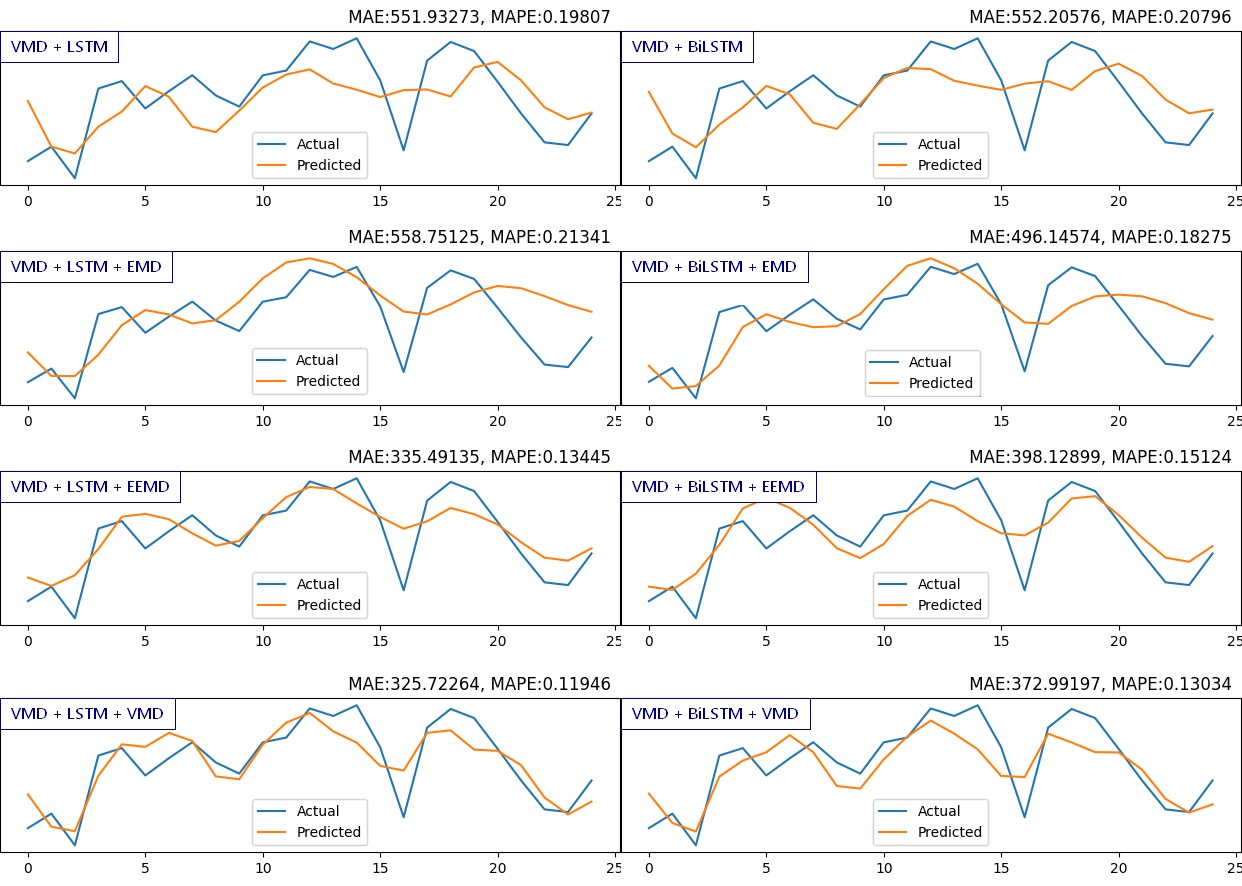 MAE:551.93273, MAPE:0.19807
MAE:552.20576, MAPE:0.20796
VMD + LSTM
VMD + BiLSTM
Actual
Predicted
Actual
Predicted
0 5 10 15 20 25
0 5 10 15 20 25
MAE:558.75125, MAPE:0.21341
MAE:496.14574, MAPE:0.18275
VMD + LSTM + EMD
VMD + BiLSTM + EMD
Actual
Predicted
Actual
Predicted
0 5 10 15 20 25
0 5 10 15 20 25
MAE:335.49135, MAPE:0.13445
MAE:398.12899, MAPE:0.15124
VMD + LSTM + EEMD
VMD + BiLSTM + EEMD
Actual
Predicted
Actual
Predicted
0 5 10 15 20 25
0 5 10 15 20 25
MAE:325.72264, MAPE:0.11946
MAE:372.99197, MAPE:0.13034
VMD + LSTM + VMD
VMD + BiLSTM + VMD
Actual
Predicted
Actual
Predicted
0 5 10 15 20 25
0 5 10 15 20 25